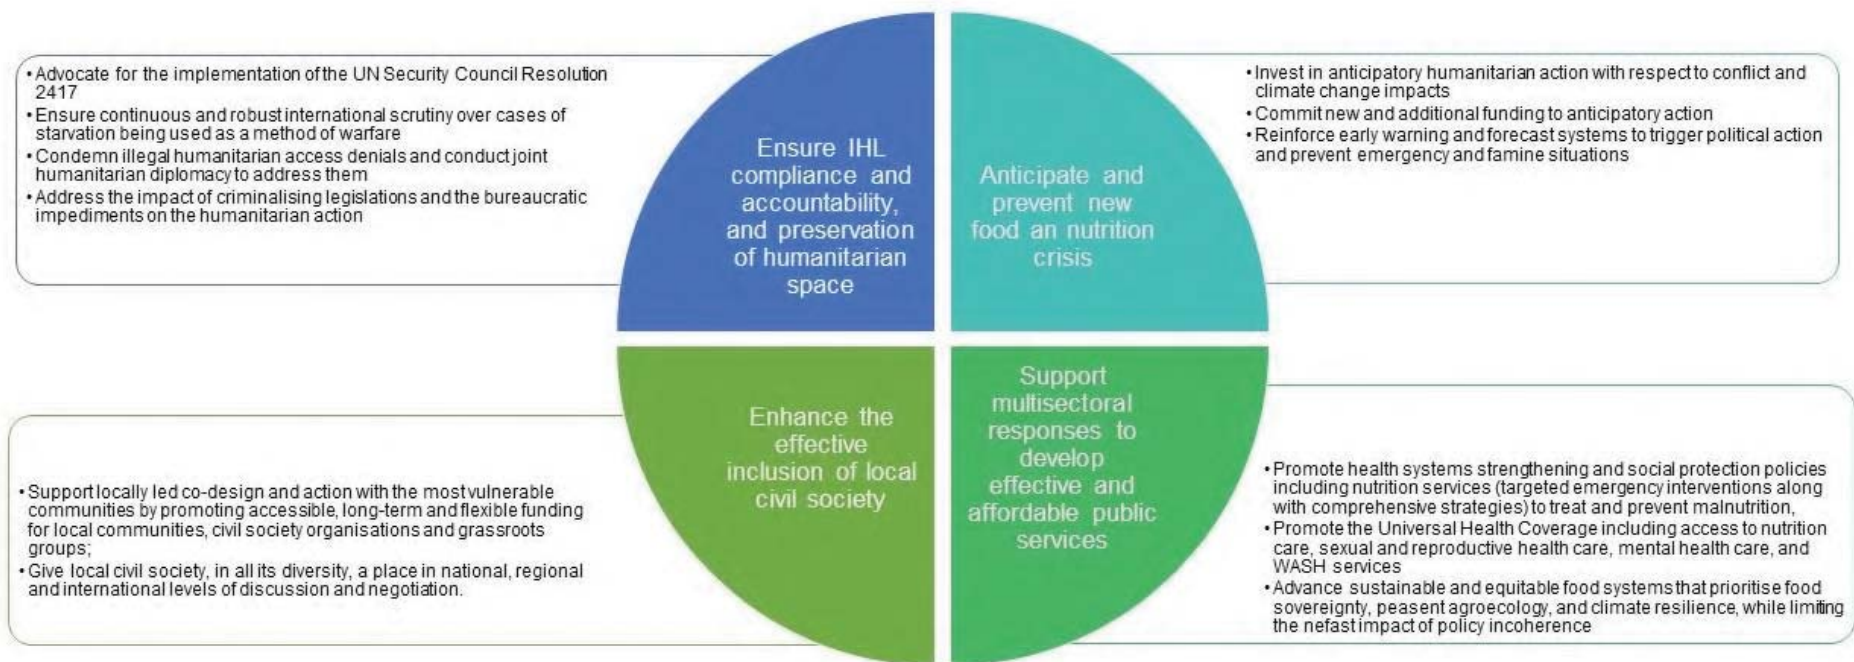 • Advocate for the implementation of the UN Security Council Resolution
2417
• Ensure continuous and robust international scrutiny over cases of
starvation being used as a method of warfare
• Condemn illegal humanitarian access denials and conduct joint
humanitarian diplomacy to address them
• Address the impact of criminalising legislations and the bureaucratic
impediments on the humanitarian action
Ensure IHL
compliance and
accountability,
and preservation
of humanitarian
space
Anticipate and
prevent new
food an nutrition
crisis
• Invest in anticipatory humanitarian action with respect to conflict and
climate change impacts
• Commit new and additional funding to anticipatory action
• Reinforce early warning and forecast systems to trigger political action
and prevent emergency and famine situations
• Support locally led co-design and action with the most vulnerable
communities by promoting accessible, long-term and flexible funding
for local communities, civil society organisations and grassroots
groups;
• Give local civil society, in all its diversity, a place in national, regional
and international levels of discussion and negotiation.
Enhance the
effective
inclusion of local
civil society
Support
multisectoral
responses to
develop
effective and
affordable public
services
• Promote health systems strengthening and social protection policies
including nutrition services (targeted emergency interventions along
with comprehensive strategies) to treat and prevent malnutrition,
• Promote the Universal Health Coverage including access to nutrition
care, sexual and reproductive health care, mental health care, and
WASH services
• Advance sustainable and equitable food systems that prioritise food
sovereignty, peasent agroecology, and climate resilience, while limiting
the nefast impact of policy incoherence